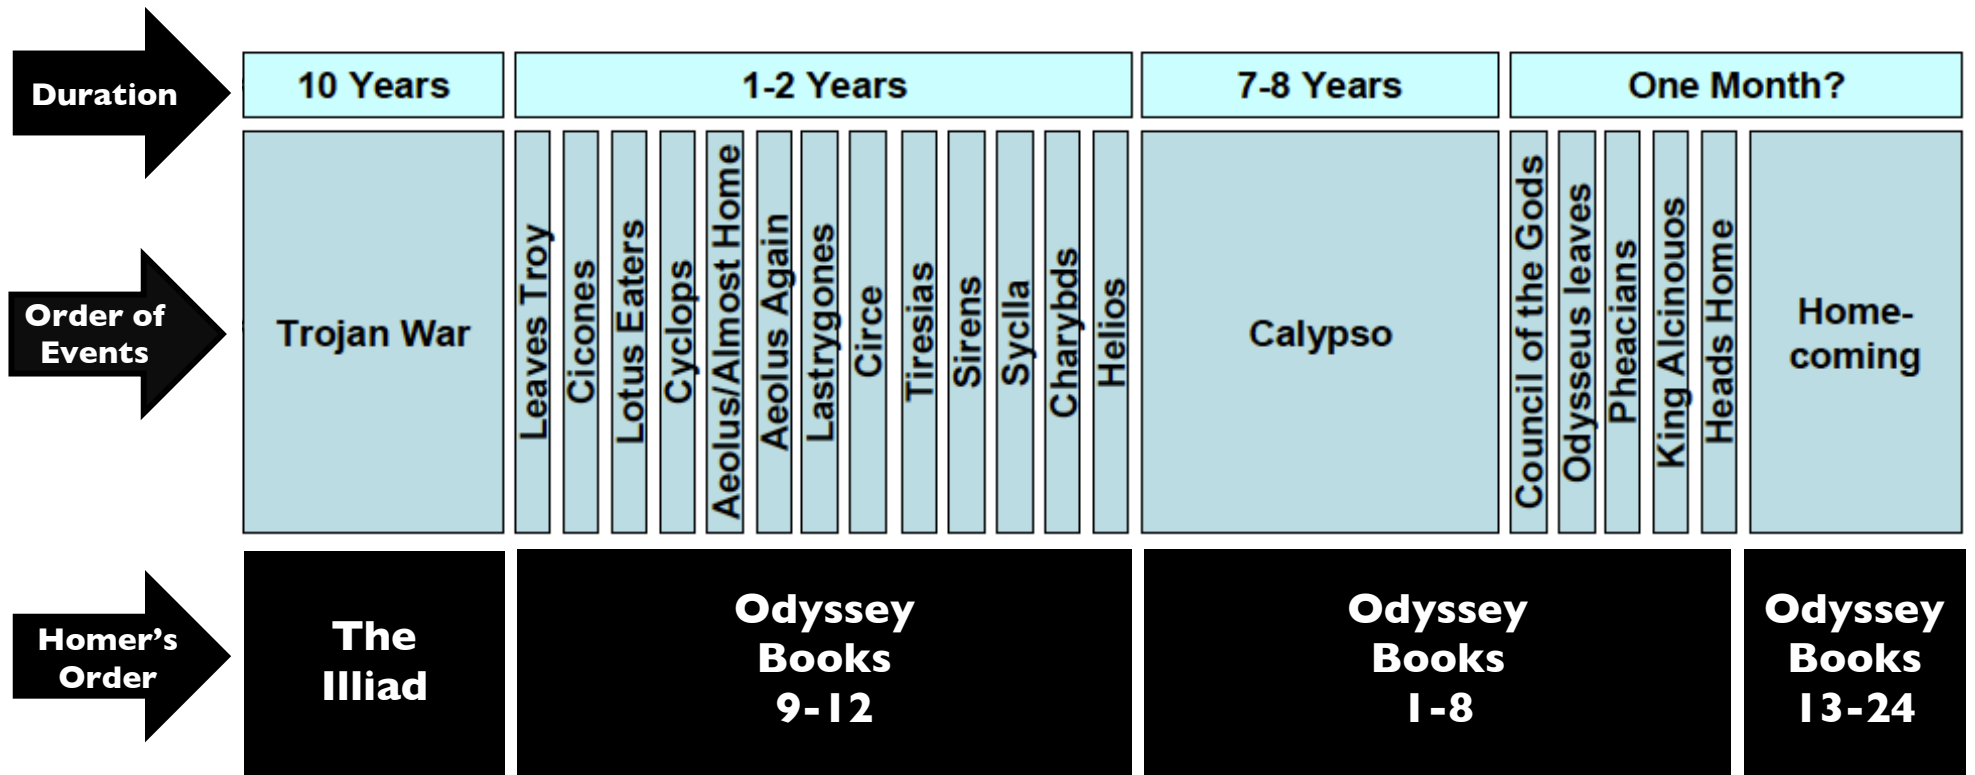 Duration
10 Years
1-2 Years
7-8 Years
One Month?
Order of
Events
Trojan War
Leaves Troy
Cicones
Lotus Eaters
Cyclops
Aeolus/Almost Home
Aeolus Again
Lastrygones
Circe
Tiresias
Sirens
Syclla
Charybds
Helios
Calypso
Council of the Gods
Odysseus leaves
Pheacians
King Alcinouos
Heads Home
Home-
coming
Homer's
Order
The
Illiad
Odyssey
Books
9-12
Odyssey
Books
1-8
Odyssey
Books
13-24